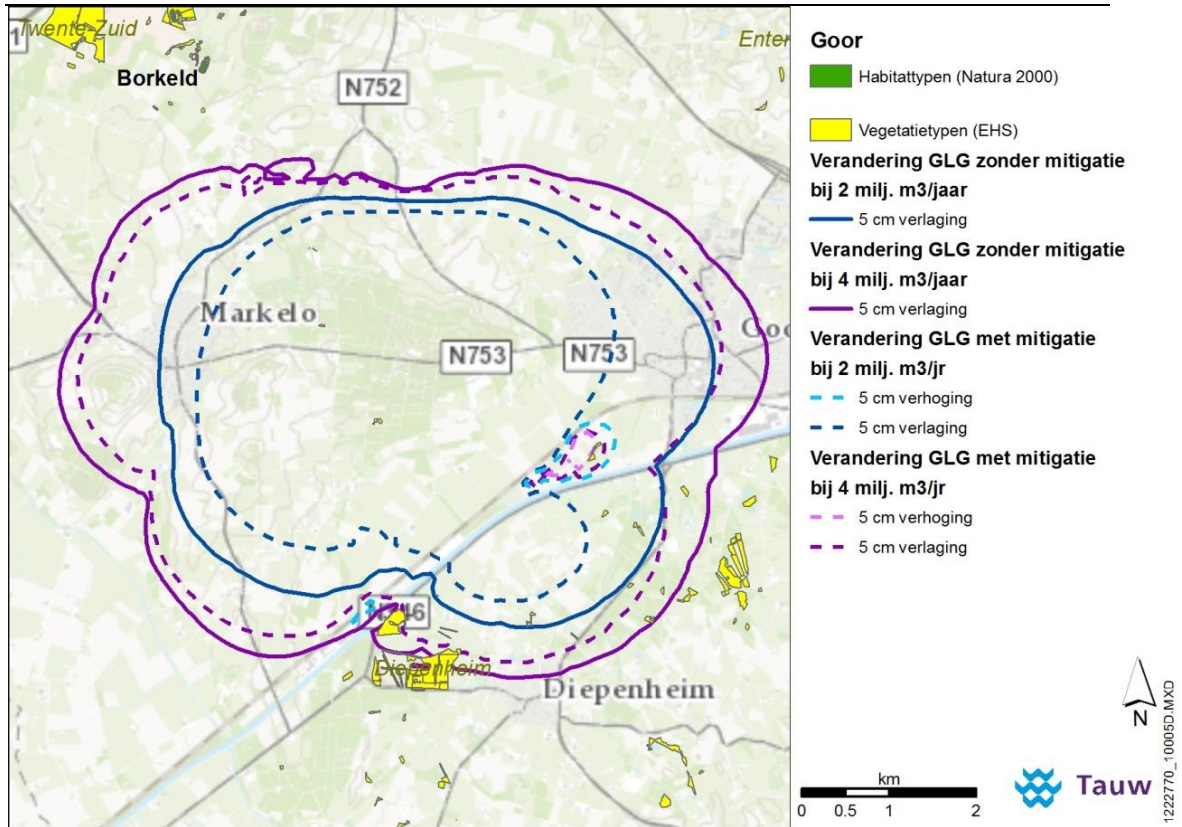 Twente-Zuid
1
Borkeld
Enter
N752
Markelo
N753
N753
Goo
Diepenheim
Diepenheim
Goor
Habitattypen (Natura 2000)
Vegetatietypen (EHS)
Verandering GLG zonder mitigatie
bij 2 milj. m3/jaar
5 cm verlaging
Verandering GLG zonder mitigatie
bij 4 milj. m3/jaar
5 cm verlaging
Verandering GLG met mitigatie
bij 2 milj. m3/jr
5 cm verhoging
5 cm verlaging
Verandering GLG met mitigatie
bij 4 milj. m3/jr
5 cm verhoging
5 cm verlaging
N
km
0 0.5 1 2
Tauw
1222770_10005D.MXD